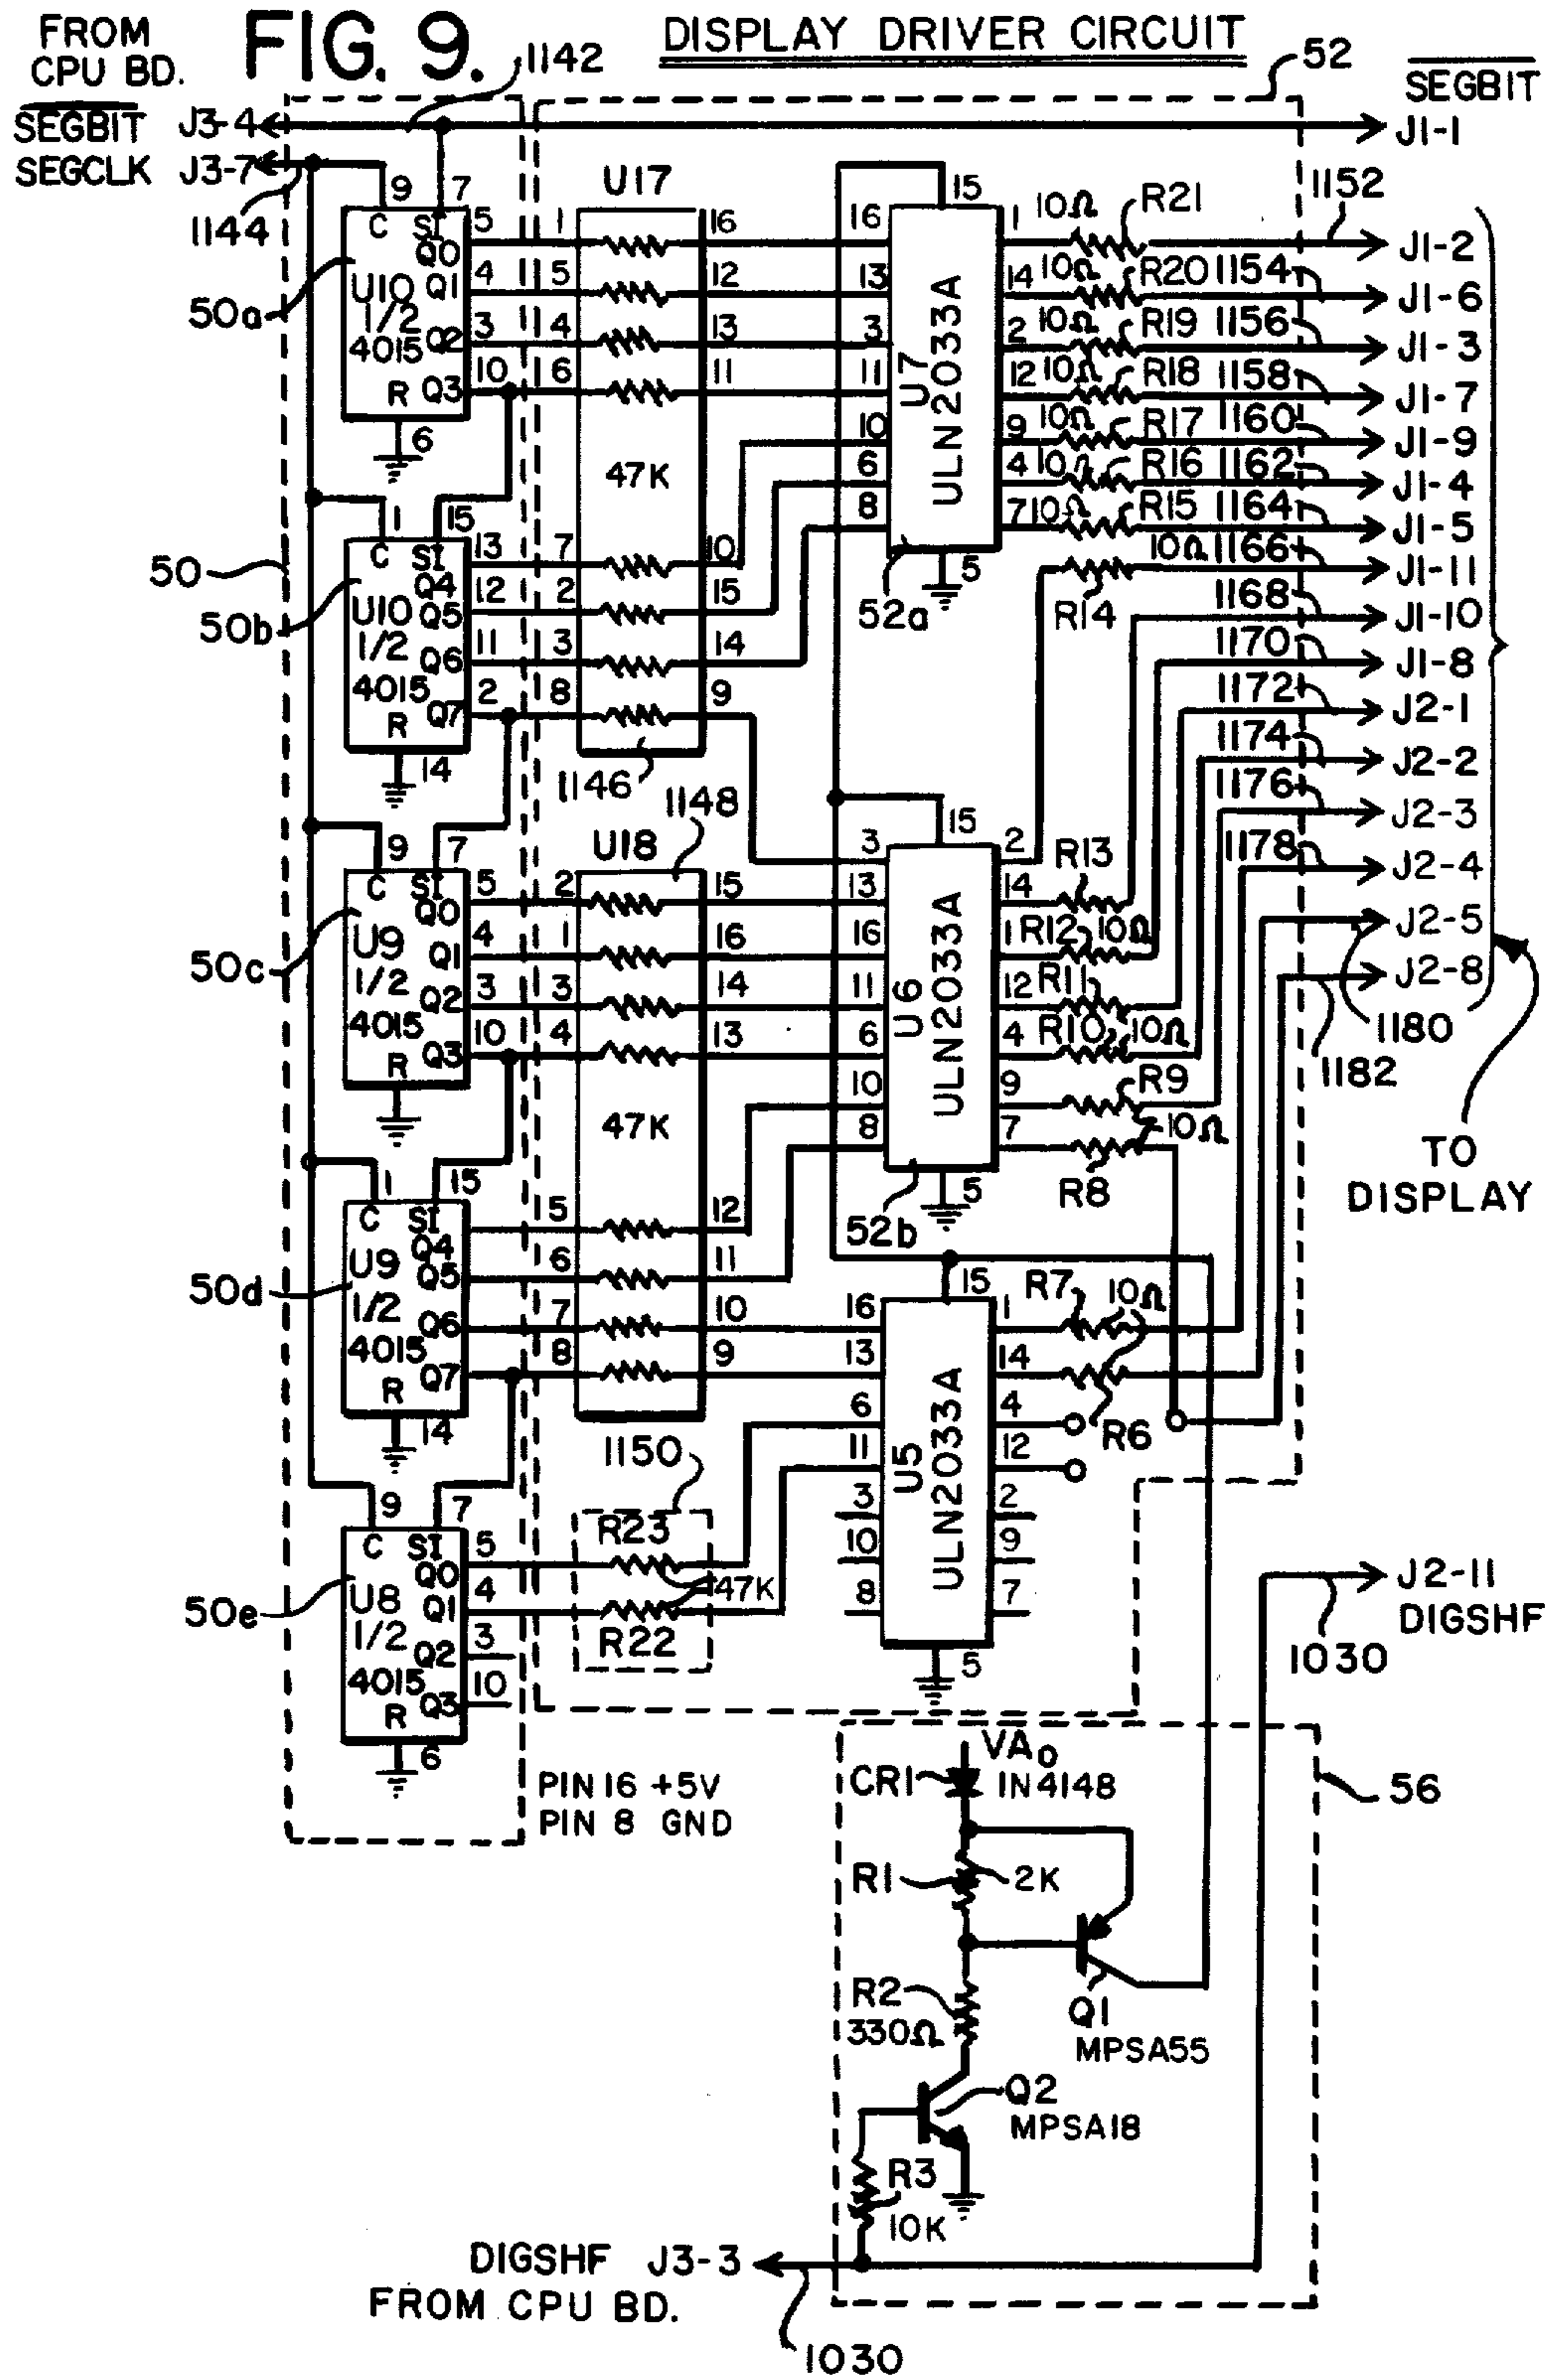 FROM
CPU BD.
FIG. 9.
DISPLAY DRIVER CIRCUIT
1142
52
SEGBIT
SEGBIT J3-4
J1-1
SEGCLK J3-7
1144
9 7
C SI
U10
1/2
4015
R
6
Q0 5
Q1 4
Q2 3
Q3 10
50a
U17
1 16
5 12
4 13
6 11
47K
7 10
2 15
3 14
8 9
1146
15
16
13
3
11
10
6
8
U7
ULN2033A
1
14
2
12
9
4
7
5
52a
10Ω R21 1152 J1-2
10Ω R20 1154 J1-6
10Ω R19 1156 J1-3
10Ω R18 1158 J1-7
10Ω R17 1160 J1-9
10Ω R16 1162 J1-4
10Ω R15 1164 J1-5
10Ω 1166 J1-11
R14
1168 J1-10
1170 J1-8
1172 J2-1
1174 J2-2
1176 J2-3
1178 J2-4
J2-5
J2-8
1180
1182
TO
DISPLAY
50
1 15
C SI
50b
U10
1/2
4015
R
14
Q4 13
Q5 12
Q6 11
Q7 2
1148
U18
9 7
C SI
50c
U9
1/2
4015
R
Q0 5
Q1 4
Q2 3
Q3 10
2 15
1 16
3 14
4 13
47K
5 12
6 11
7 10
8 9
15
3
13
16
11
6
10
8
U6
ULN2033A
2
14
1
12
4
9
7
5
52b
R13
R12 10Ω
R11
R10 10Ω
R9
10Ω
R8
1 15
C SI
50d
U9
1/2
4015
R
14
Q4
Q5
Q6
Q7
15
16
13
6
11
3
10
8
U5
ULN2033A
1
14
4
12
2
9
7
5
R7 10Ω
R6
1150
R23
47K
R22
9 7
C SI
50e
U8
1/2
4015
R
6
Q0 5
Q1 4
Q2 3
Q3 10
PIN 16 +5V
PIN 8 GND
J2-11
DIGSHF
1030
VA0
CR1 1N4148
56
R1 2K
R2
330Ω
Q1
MPSA55
Q2
MPSA18
R3
10K
DIGSHF J3-3
FROM CPU BD.
1030